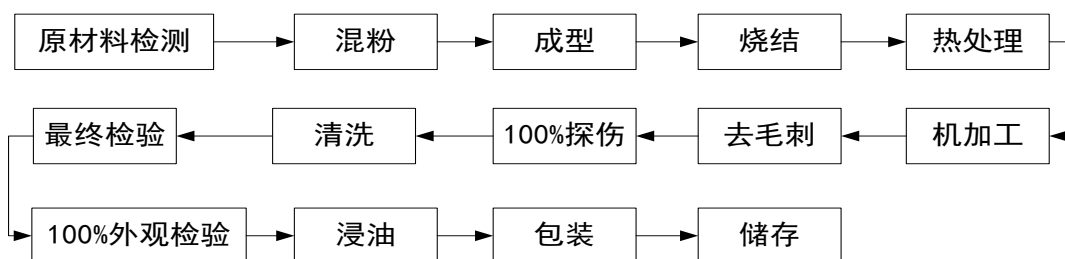 原材料检测
混粉
成型
烧结
热处理
机加工
去毛刺
100%探伤
清洗
最终检验
100%外观检验
浸油
包装
储存